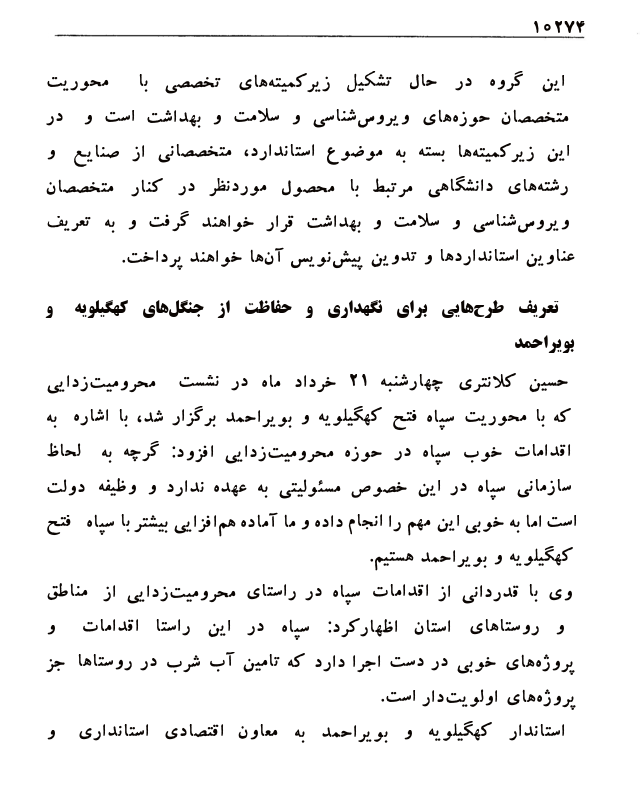 ۱۰۲۷۴
این گروه در حال تشکیل زیرکمیته‌های تخصصی با محوریت
متخصصان حوزه‌های ویروس‌شناسی و سلامت و بهداشت است و در
این زیرکمیته‌ها بسته به موضوع استاندارد، متخصصانی از صنایع و
رشته‌های دانشگاهی مرتبط با محصول موردنظر در کنار متخصصان
ویروس‌شناسی و سلامت و بهداشت قرار خواهند گرفت و به تعریف
عناوین استانداردها و تدوین پیش‌نویس آن‌ها خواهند پرداخت.
تعریف طرح‌هایی برای نگهداری و حفاظت از جنگل‌های کهگیلویه و
بویراحمد
حسین کلانتری چهارشنبه ۲۱ خرداد ماه در نشست محرومیت‌زدایی
که با محوریت سپاه فتح کهگیلویه و بویراحمد برگزار شد، با اشاره به
اقدامات خوب سپاه در حوزه محرومیت‌زدایی افزود: گرچه به لحاظ
سازمانی سپاه در این خصوص مسئولیتی به عهده ندارد و وظیفه دولت
است اما به خوبی این مهم را انجام داده و ما آماده هم‌افزایی بیشتر با سپاه فتح
کهگیلویه و بویراحمد هستیم.
وی با قدردانی از اقدامات سپاه در راستای محرومیت‌زدایی از مناطق
و روستاهای استان اظهارکرد: سپاه در این راستا اقدامات و
پروژه‌های خوبی در دست اجرا دارد که تامین آب شرب در روستاها جز
پروژه‌های اولویت‌دار است.
استاندار کهگیلویه و بویراحمد به معاون اقتصادی استانداری و